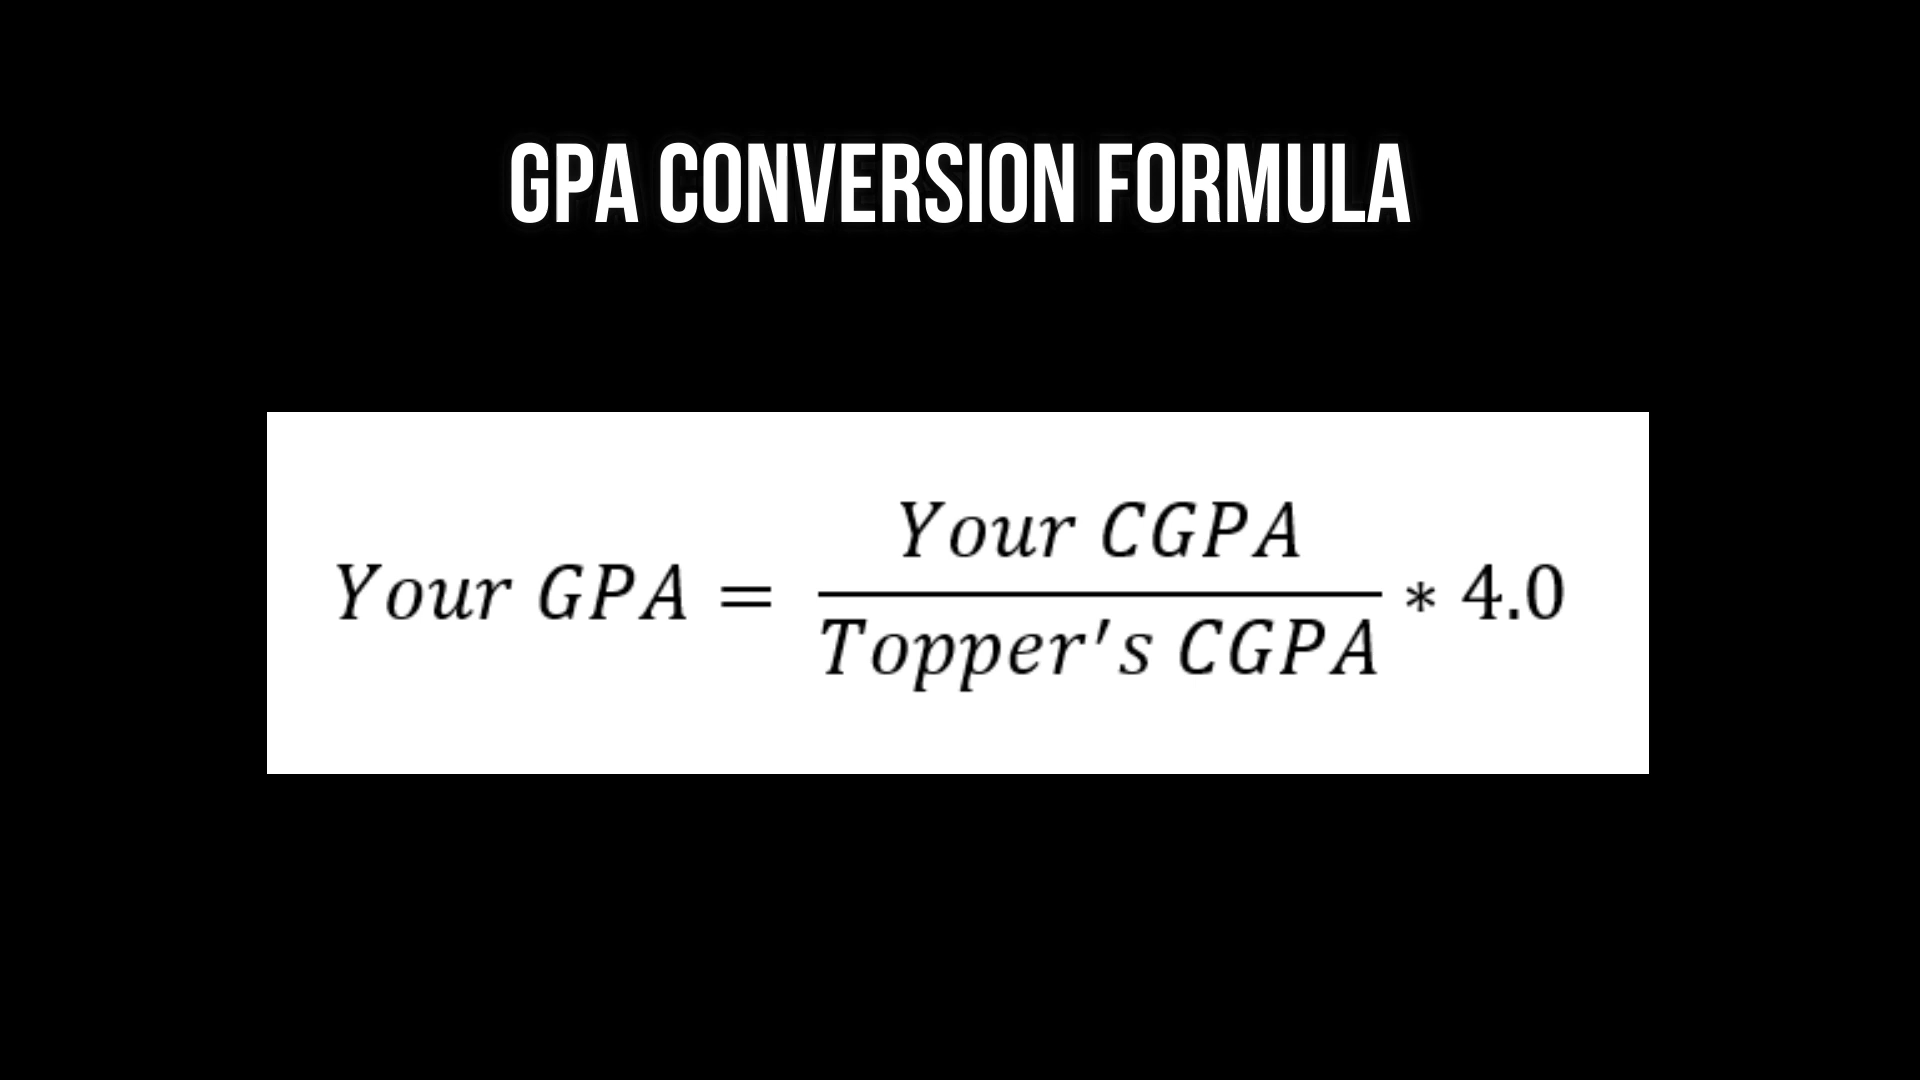 GPA CONVERSION FORMULA
Your GPA = Your CGPA / Topper's CGPA * 4.0